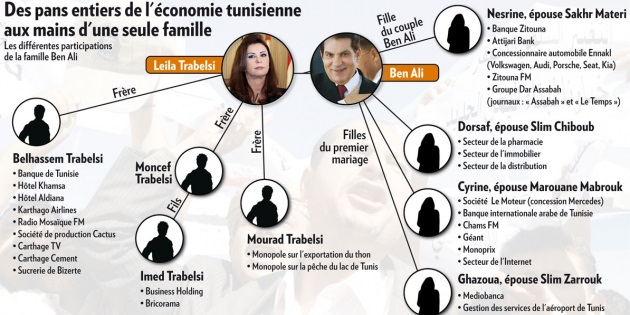 Des pans entiers de l'économie tunisienne
aux mains d'une seule famille
Les différentes participations
de la famille Ben Ali
Leila Trabelsi
Ben Ali
Fille
du couple
Ben Ali
Nesrine, épouse Sakhr Materi
• Banque Zitouna
• Attijari Bank
• Concessionnaire automobile Ennakl
(Volkswagen, Audi, Porsche, Seat, Kia)
• Zitouna FM
• Groupe Dar Assabah
(journaux : « Assabah » et « Le Temps »)
Frère
Frère
Frère
Filles
du premier
mariage
Dorsaf, épouse Slim Chiboub
• Secteur de la pharmacie
• Secteur de l'immobilier
• Secteur de la distribution
Belhassem Trabelsi
• Banque de Tunisie
• Hôtel Khamsa
• Hôtel Aldiana
• Karthago Airlines
• Radio Mosaïque FM
• Société de production Cactus
• Carthage TV
• Carthage Cement
• Sucrerie de Bizerte
Moncef
Trabelsi
Fils
Cyrine, épouse Marouane Mabrouk
• Société Le Moteur (concession Mercedes)
• Banque internationale arabe de Tunisie
• Chams FM
• Géant
• Monoprix
• Secteur de l'Internet
Mourad Trabelsi
• Monopole sur l'exportation du thon
• Monopole sur la pêche du lac de Tunis
Imed Trabelsi
• Business Holding
• Bricorama
Ghazoua, épouse Slim Zarrouk
• Mediobanca
• Gestion des services de l'aéroport de Tunis